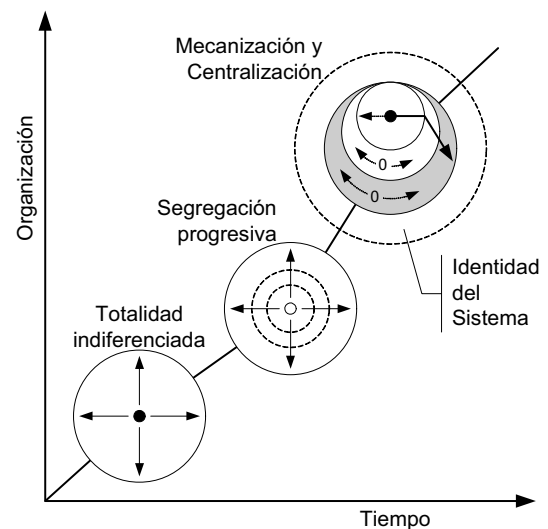 Mecanización y
Centralización
Organización
0
0
Segregación
progresiva
Identidad
del
Sistema
Totalidad
indiferenciada
Tiempo